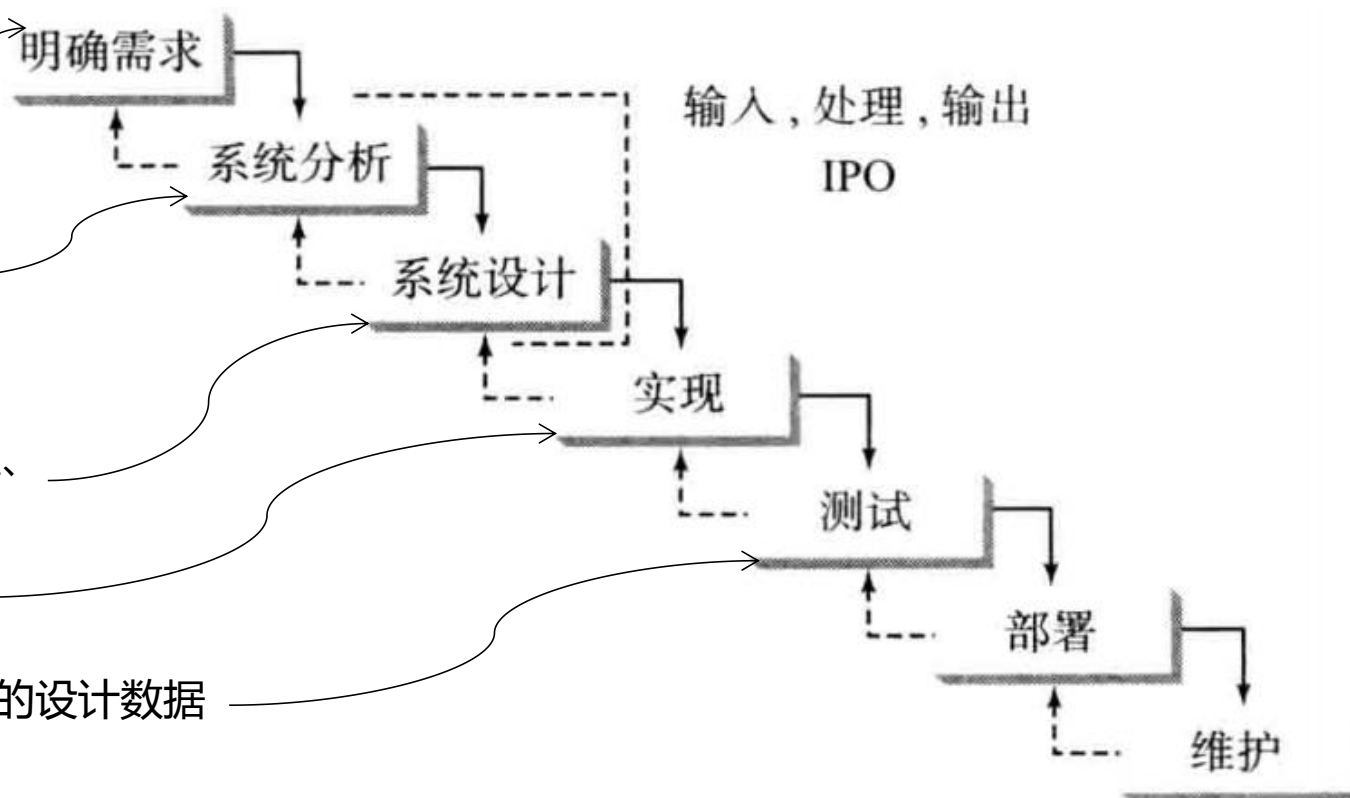 明确需求
输入,处理,输出
系统分析
IPO
系统设计
实现
、
测试
部署
的设计数据
维护